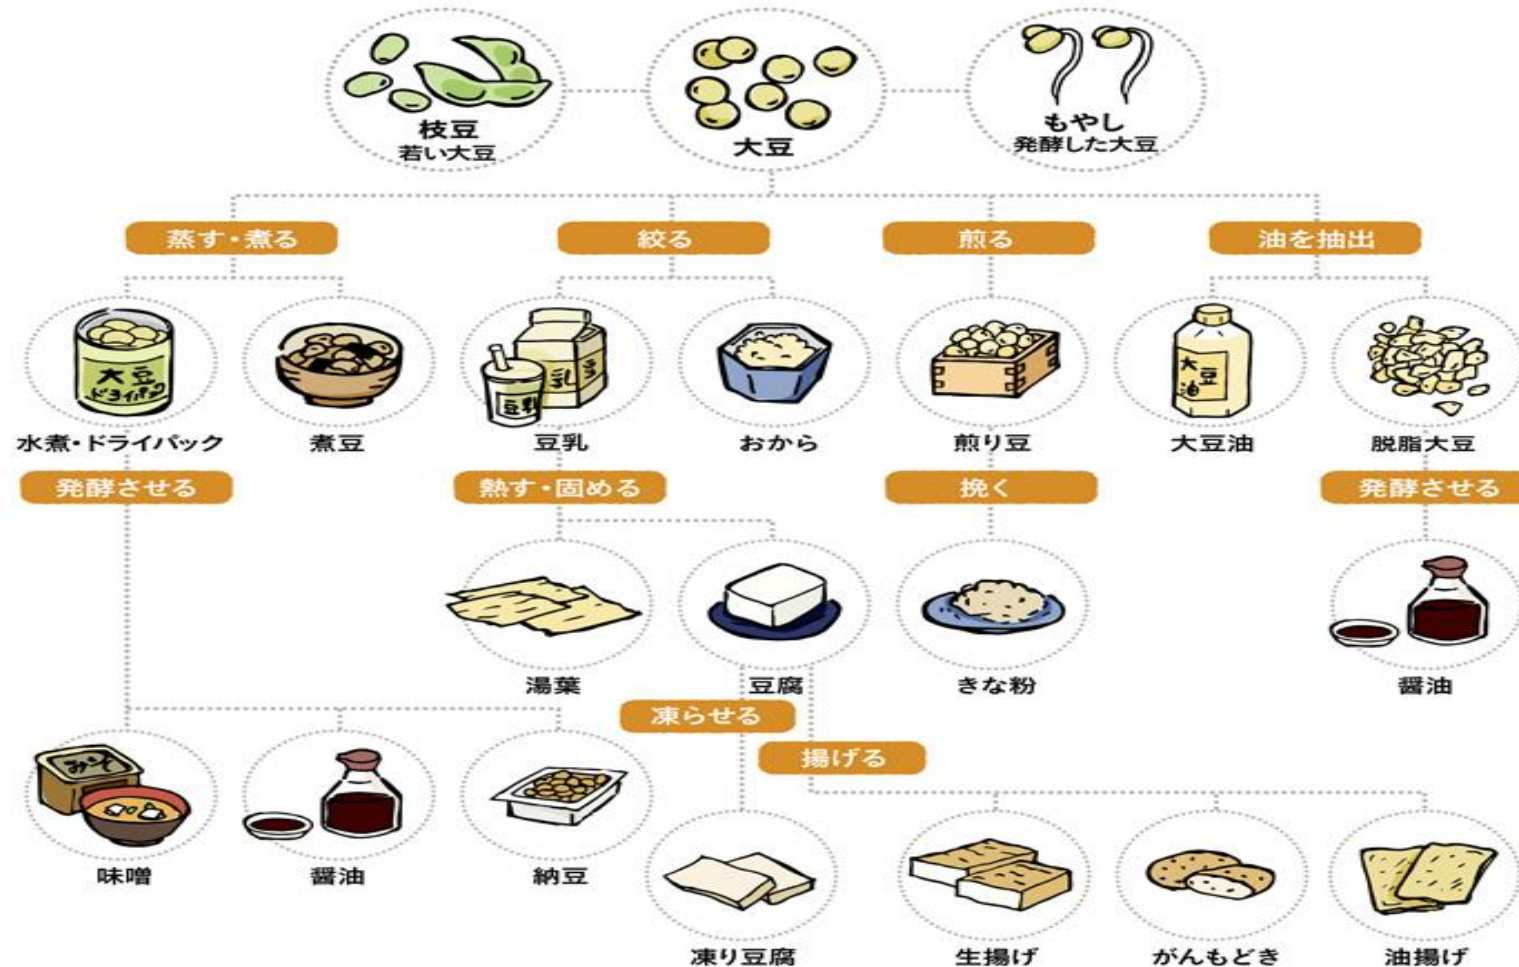 枝豆
若い大豆
大豆
もやし
発酵した大豆
蒸す・煮る
絞る
煎る
油を抽出
大豆
ドライパック
豆乳
豆乳
大豆
油
水煮・ドライパック
煮豆
豆乳
おから
煎り豆
大豆油
脱脂大豆
発酵させる
熱す・固める
挽く
発酵させる
湯葉
豆腐
きな粉
醤油
凍らせる
揚げる
みそ
味噌
醤油
納豆
凍り豆腐
生揚げ
がんもどき
油揚げ